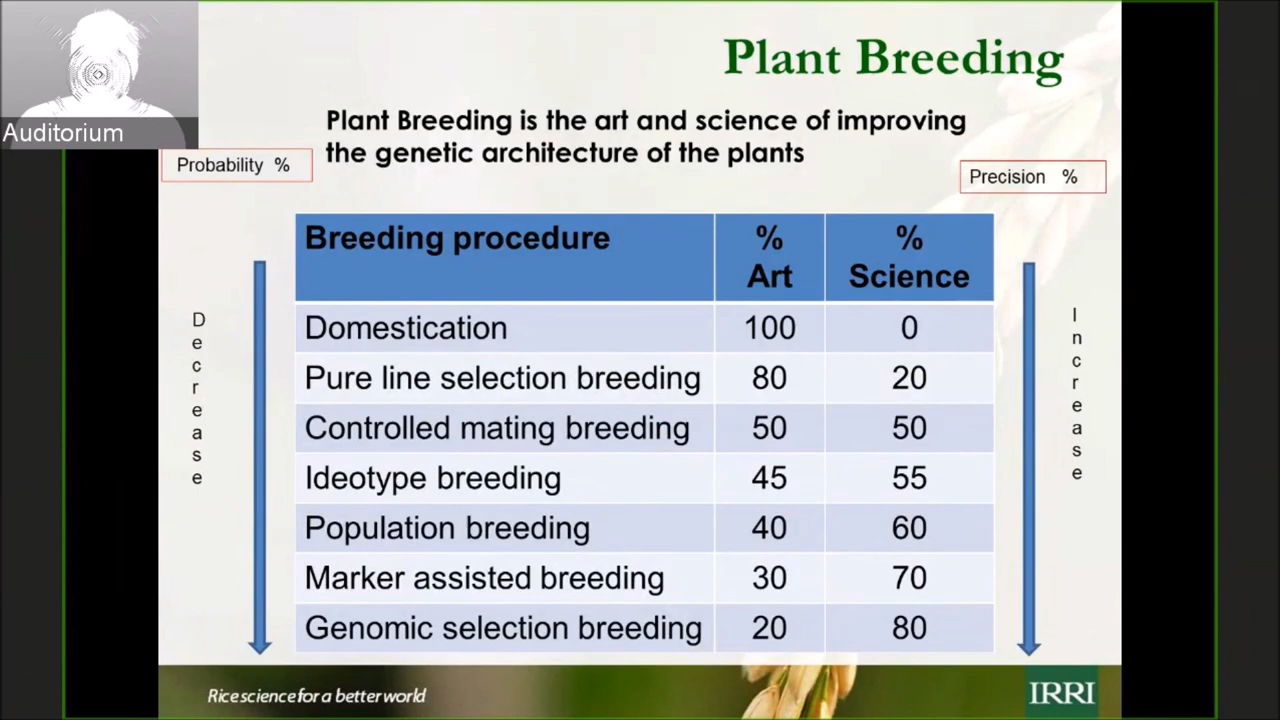 Plant Breeding
Auditorium
Plant Breeding is the art and science of improving
the genetic architecture of the plants
Probability %
Precision %
Breeding procedure % Art % Science
Domestication 100 0
Pure line selection breeding 80 20
Controlled mating breeding 50 50
Ideotype breeding 45 55
Population breeding 40 60
Marker assisted breeding 30 70
Genomic selection breeding 20 80
Decrease
Increase
Rice science for a better world
IRRI